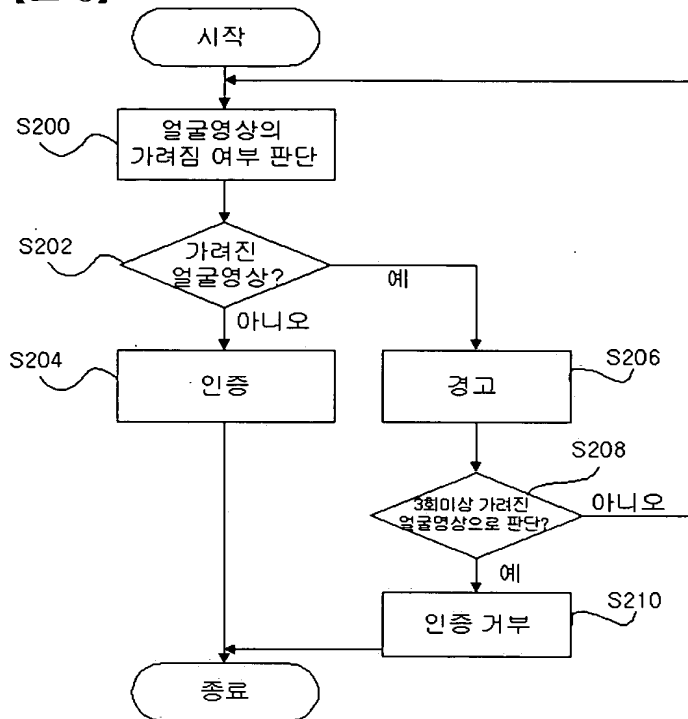 시작
S200
얼굴영상의
가려짐 여부 판단
S202
가려진
얼굴영상?
예
아니오
S204
인증
S206
경고
S208
3회미상 가려진
얼굴영상으로 판단?
아니오
예
S210
인증 거부
종료